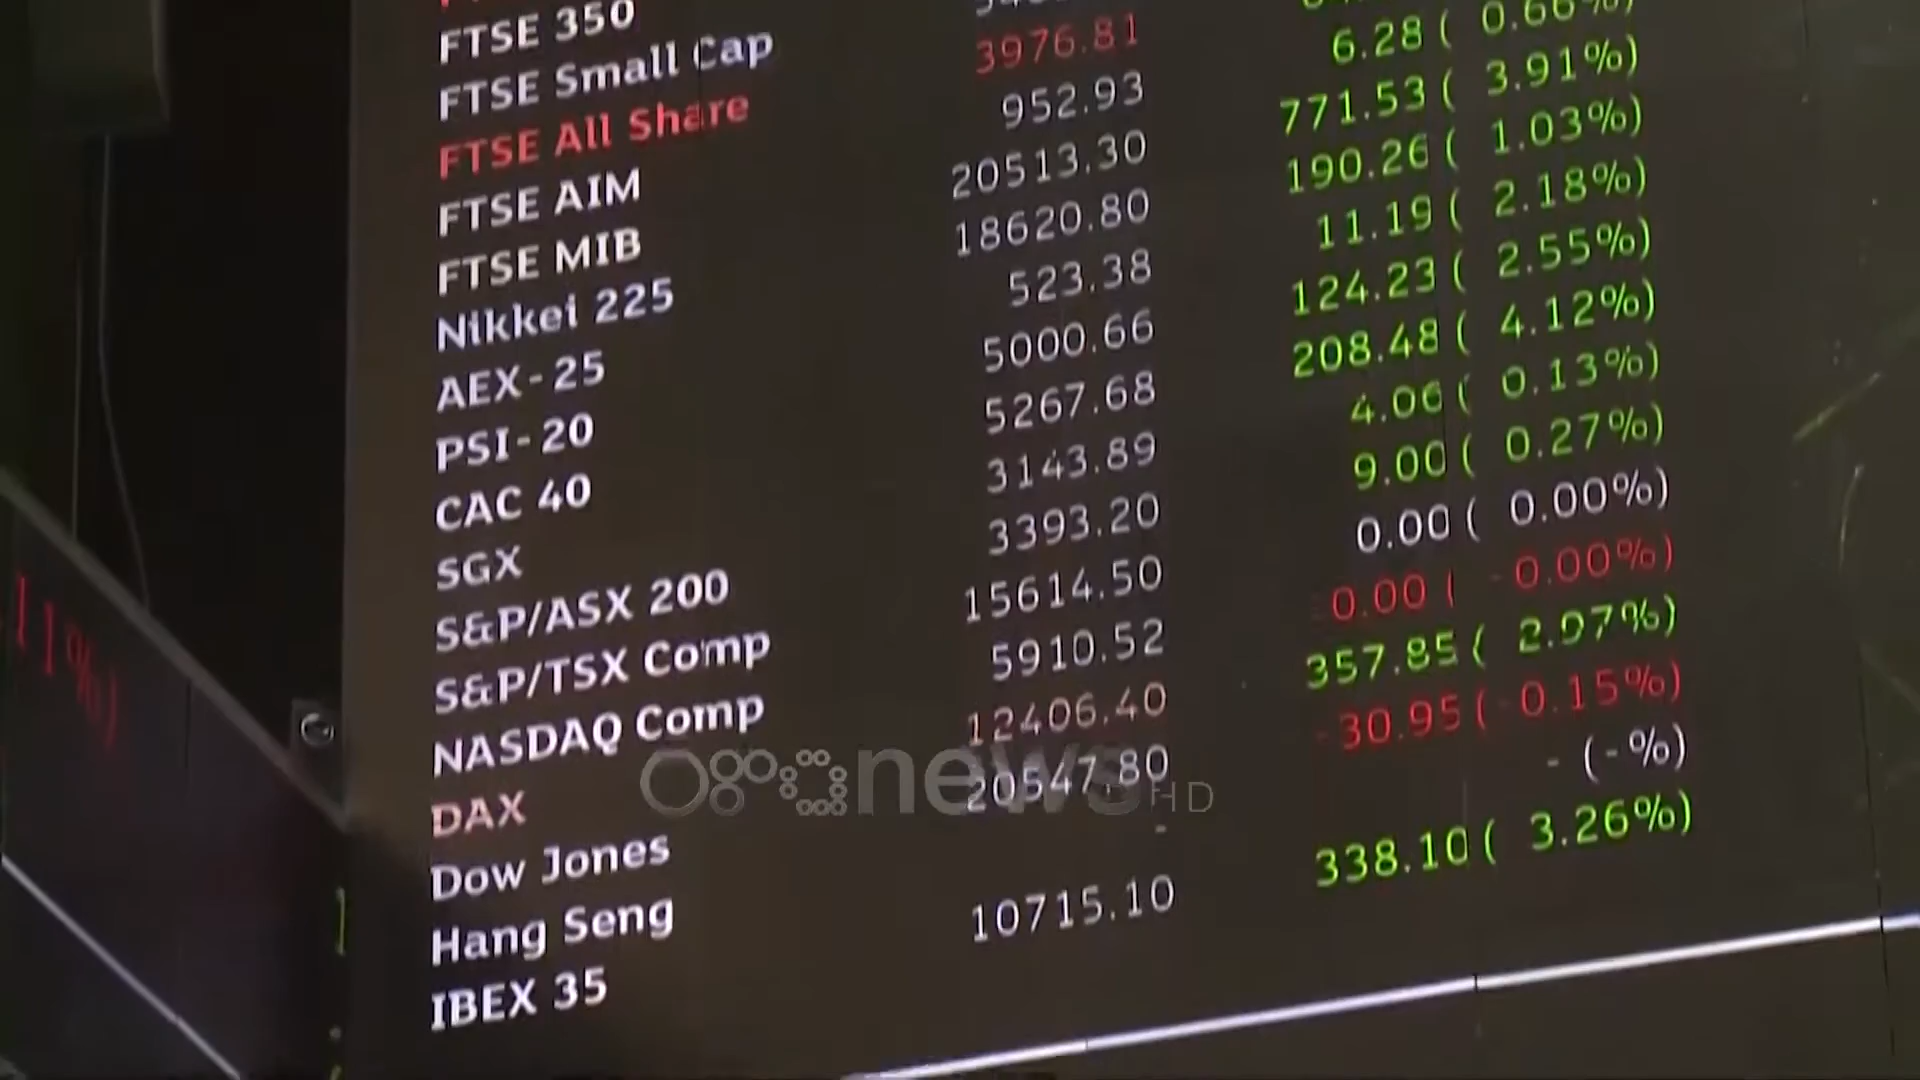 FTSE 350
FTSE Small Cap
FTSE All Share 3976.81
FTSE AIM 952.93 6.28 ( 0.66%)
FTSE MIB 20513.30 771.53 ( 3.91%)
Nikkei 225 18620.80 190.26 ( 1.03%)
AEX-25 523.38 11.19 ( 2.18%)
PSI-20 5000.66 124.23 ( 2.55%)
CAC 40 5267.68 208.48 ( 4.12%)
SGX 3143.89 4.06 ( 0.13%)
S&P/ASX 200 3393.20 9.00 ( 0.27%)
S&P/TSX Comp 15614.50 0.00 ( 0.00%)
NASDAQ Comp 5910.52 -0.00 ( -0.00%)
DAX 12406.40 357.85 ( 2.97%)
Dow Jones 20547.80 -30.95 ( -0.15%)
Hang Seng - - (-%)
IBEX 35 10715.10 338.10 ( 3.26%)
11%)
news HD